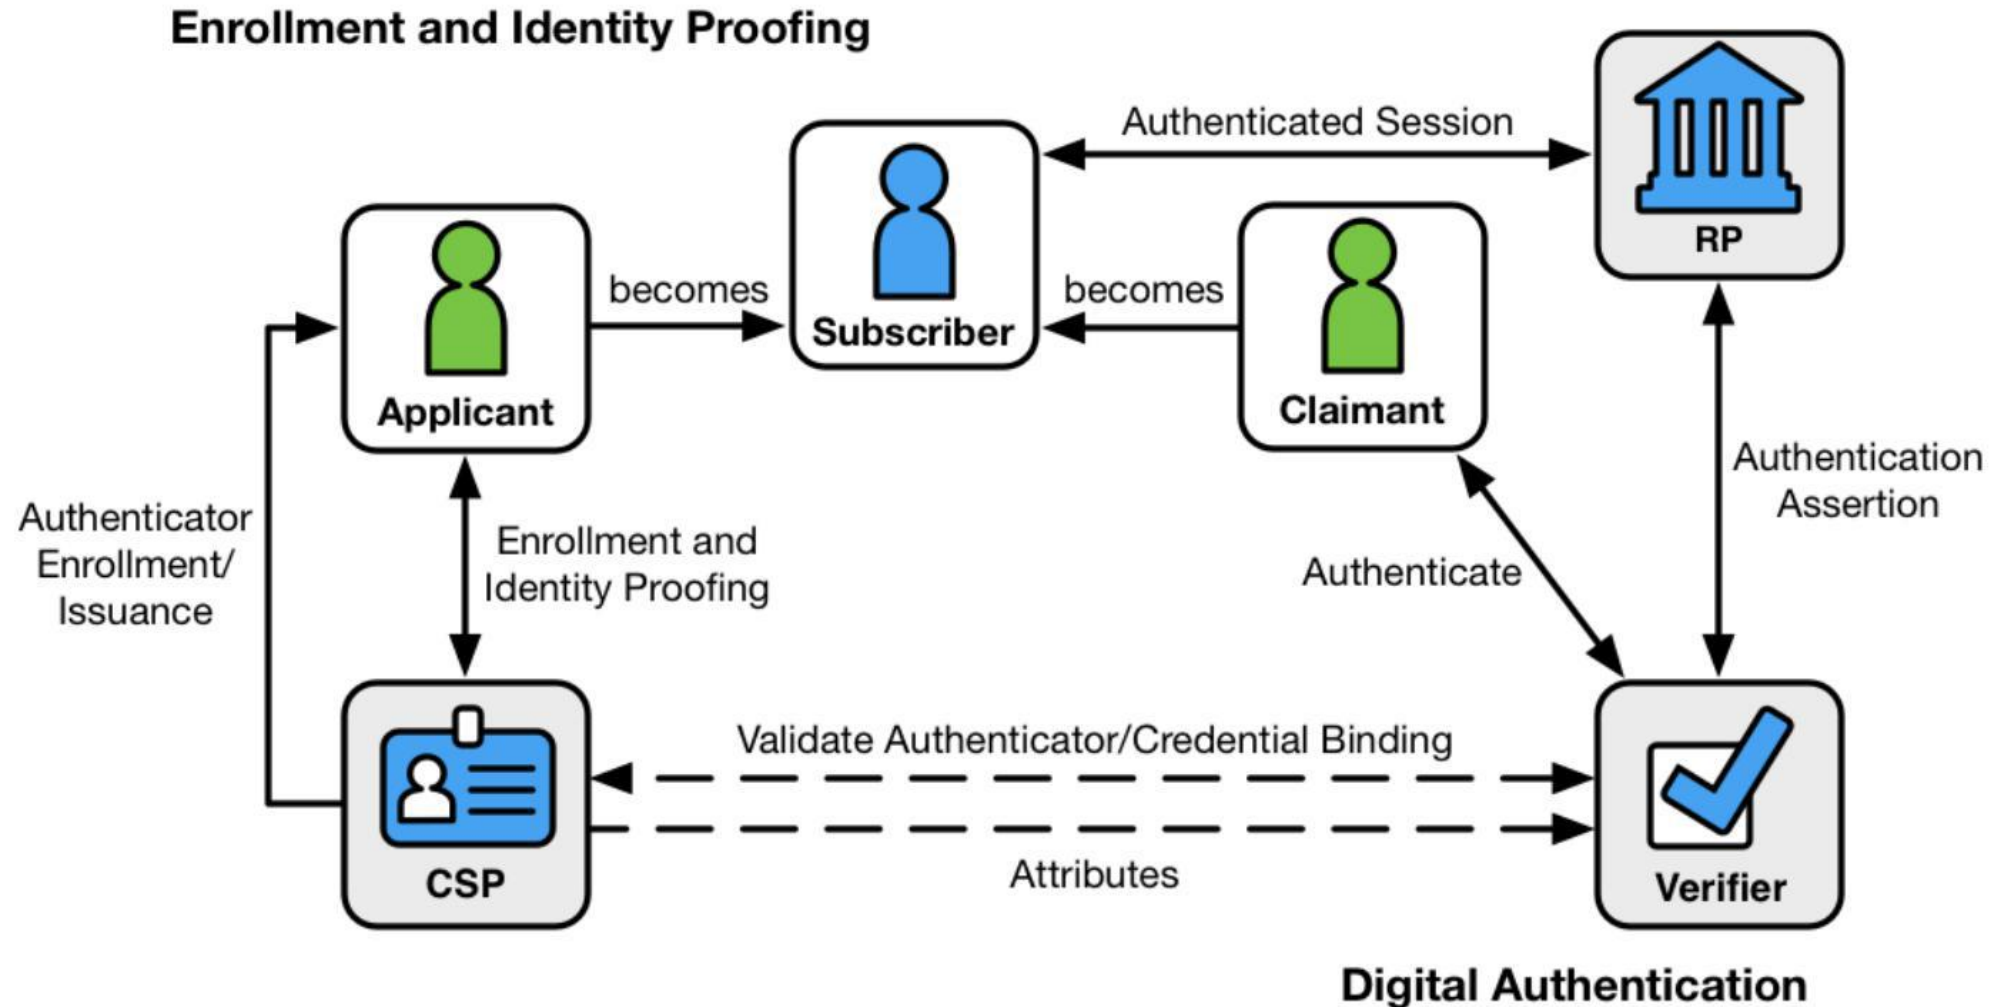 Enrollment and Identity Proofing
Authenticated Session
RP
becomes
Subscriber
becomes
Applicant
Claimant
Authenticator
Enrollment/
Issuance
Enrollment and
Identity Proofing
Authenticate
Authentication
Assertion
Validate Authenticator/Credential Binding
Attributes
CSP
Verifier
Digital Authentication